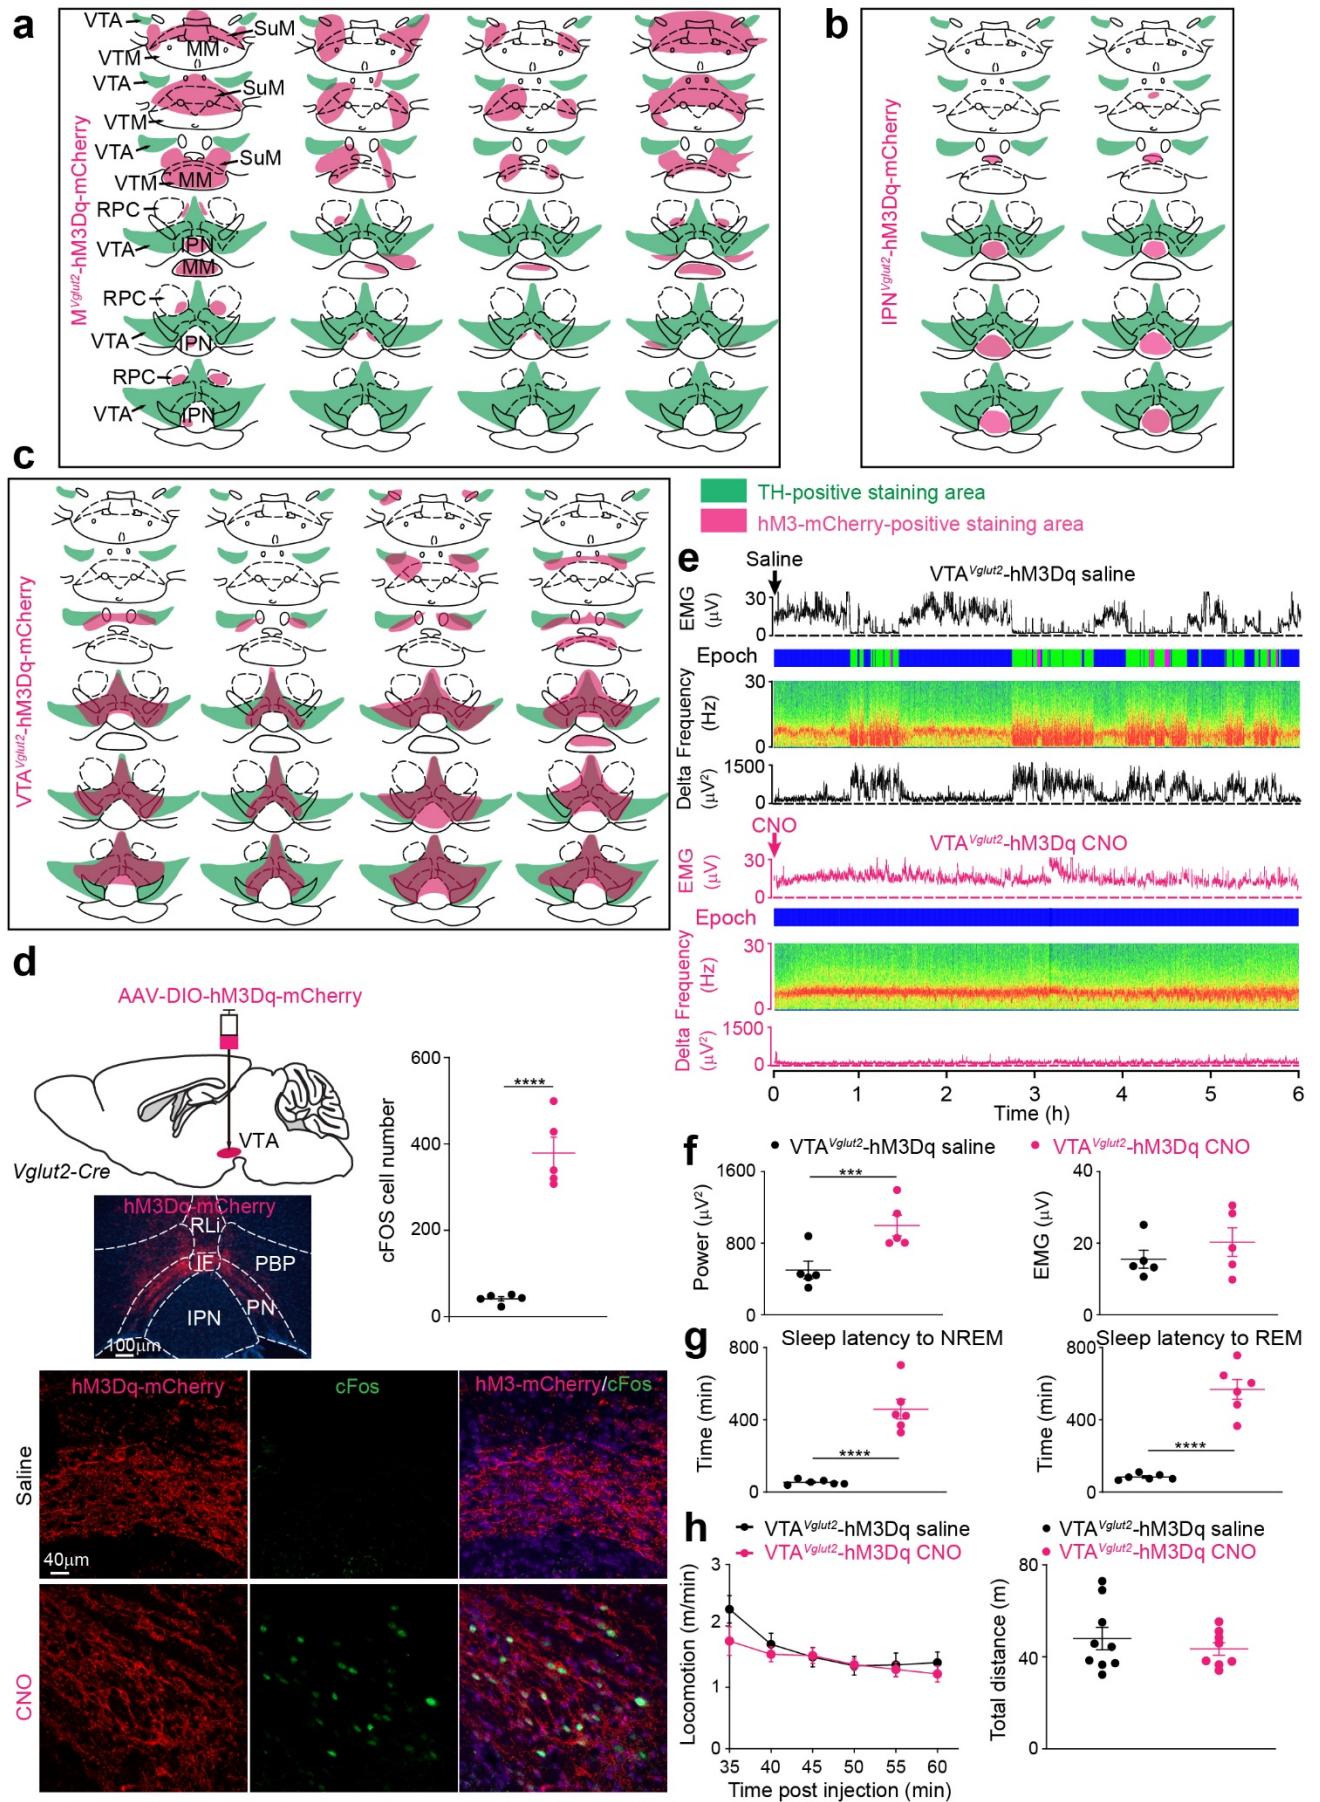 a
M^Vglut2-hM3Dq-mCherry
VTA
SuM
MM
VTM
VTA
SuM
VTM
VTA
SuM
VTM
MM
RPC
VTA
IPN
MM
RPC
VTA
IPN
RPC
VTA
IPN
b
IPN^Vglut2-hM3Dq-mCherry
c
VTA^Vglut2-hM3Dq-mCherry
TH-positive staining area
hM3-mCherry-positive staining area
d
AAV-DIO-hM3Dq-mCherry
VTA
Vglut2-Cre
hM3Dq-mCherry
RLi
IF
PBP
PN
IPN
100μm
cFOS cell number
600
400
200
0
****
hM3Dq-mCherry
cFos
hM3-mCherry/cFos
Saline
40μm
CNO
e
Saline
VTA^Vglut2-hM3Dq saline
EMG
(μV)
30
0
Epoch
Frequency
(Hz)
30
0
Delta
(μV²)
1500
0
CNO
VTA^Vglut2-hM3Dq CNO
EMG
(μV)
30
0
Epoch
Frequency
(Hz)
30
0
Delta
(μV²)
1500
0
0 1 2 3 4 5 6
Time (h)
f
VTA^Vglut2-hM3Dq saline
VTA^Vglut2-hM3Dq CNO
Power (μV²)
1600
800
0
***
EMG (μV)
40
20
0
g
Sleep latency to NREM
Time (min)
800
400
0
****
Sleep latency to REM
Time (min)
800
400
0
****
h
VTA^Vglut2-hM3Dq saline
VTA^Vglut2-hM3Dq CNO
Locomotion (m/min)
3
2
1
0
35 40 45 50 55 60
Time post injection (min)
VTA^Vglut2-hM3Dq saline
VTA^Vglut2-hM3Dq CNO
Total distance (m)
80
40
0